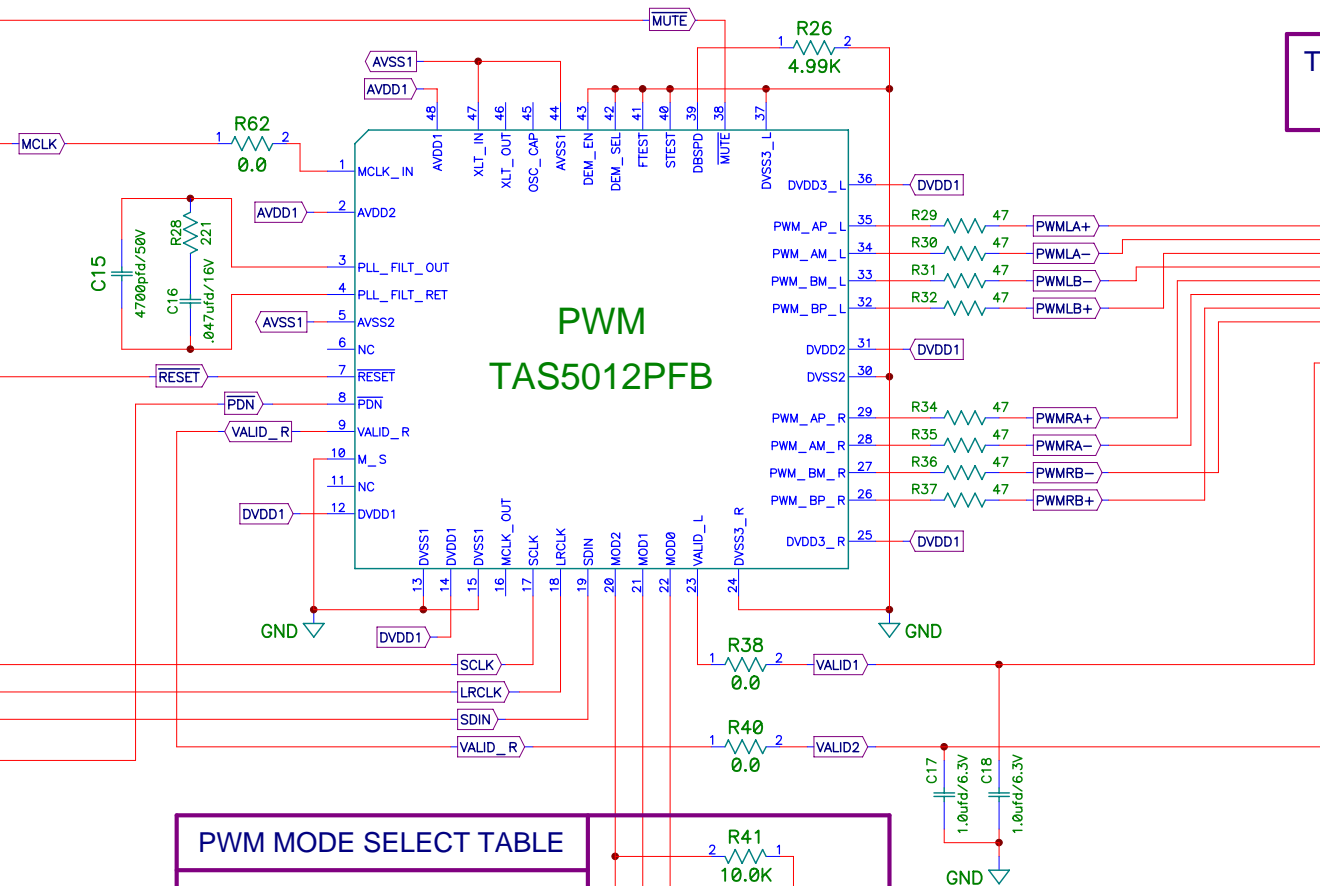 MUTE
R26
1 2
4.99K
T
AVSS1
AVDD1
48 47 46 45 44 43 42 41 40 39 38 37
AVDD1 XLT_IN XLT_OUT OSC_CAP AVSS1 DEM_EN DEM_SEL FTEST STEST DBSPD MUTE DVSS3_L
MCLK
R62
1 2
0.0
1 MCLK_IN
AVDD1 2 AVDD2
3 PLL_FILT_OUT
4 PLL_FILT_RET
AVSS1 5 AVSS2
6 NC
RESET 7 RESET
PDN 8 PDN
VALID_R 9 VALID_R
10 M_S
11 NC
DVDD1 12 DVDD1
C15
4700pfd/50V
R28
221
C16
.047ufd/16V
PWM
TAS5012PFB
DVDD3_L 36 DVDD1
PWM_AP_L 35 R29 47 PWMLA+
PWM_AM_L 34 R30 47 PWMLA-
PWM_BM_L 33 R31 47 PWMLB-
PWM_BP_L 32 R32 47 PWMLB+
DVDD2 31 DVDD1
DVSS2 30
PWM_AP_R 29 R34 47 PWMRA+
PWM_AM_R 28 R35 47 PWMRA-
PWM_BM_R 27 R36 47 PWMRB-
PWM_BP_R 26 R37 47 PWMRB+
DVDD3_R 25 DVDD1
DVSS1 DVDD1 DVSS1 MCLK_OUT SCLK LRCLK SDIN MOD2 MOD1 MOD0 VALID_L DVSS3_R
13 14 15 16 17 18 19 20 21 22 23 24
GND
DVDD1
GND
SCLK
LRCLK
SDIN
VALID_R
R38
1 2
0.0
VALID1
R40
1 2
0.0
VALID2
C17
1.0ufd/6.3V
C18
1.0ufd/6.3V
GND
PWM MODE SELECT TABLE
R41
2 1
10.0K